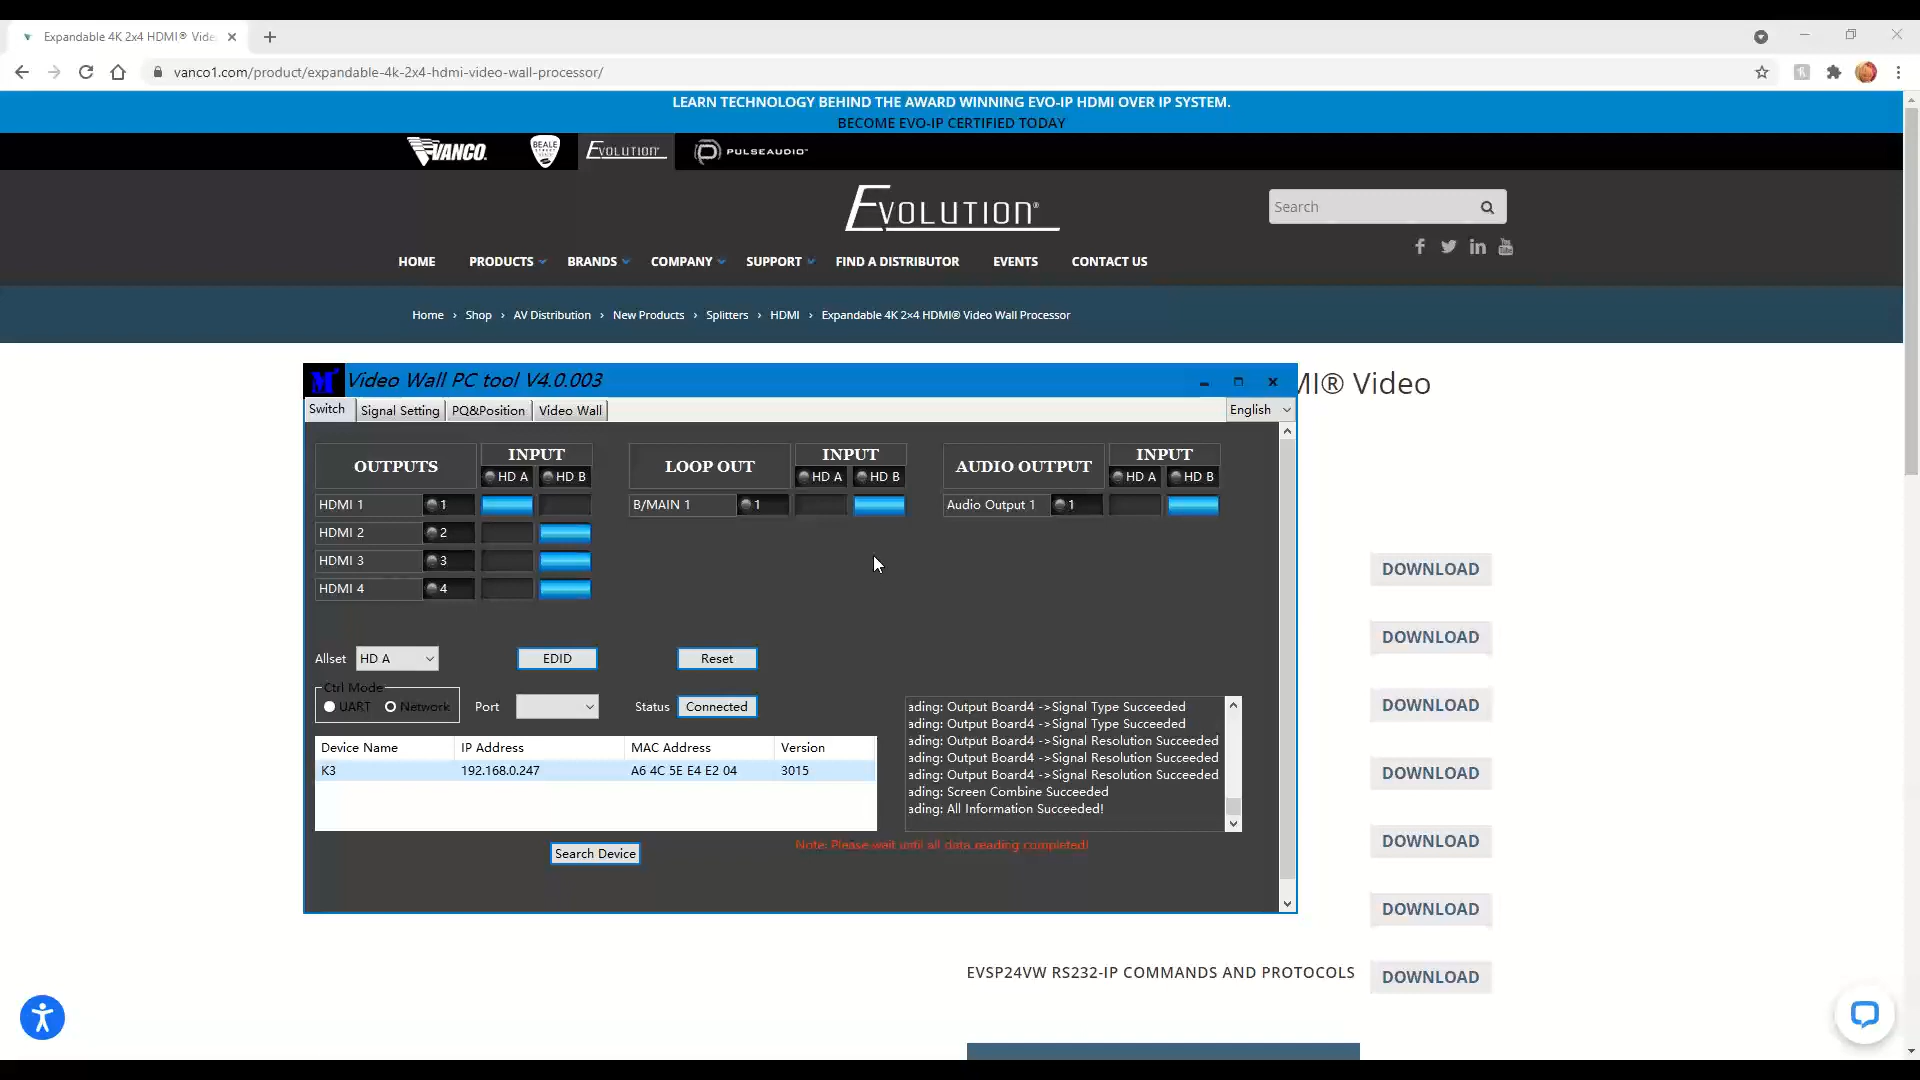 Expandable 4K 2x4 HDMI® Vide
vanco1.com/product/expandable-4k-2x4-hdmi-video-wall-processor/
LEARN TECHNOLOGY BEHIND THE AWARD WINNING EVO-IP HDMI OVER IP SYSTEM.
BECOME EVO-IP CERTIFIED TODAY
VANCO. BEALE STREET EVOLUTION PULSEAUDIO™
EVOLUTION®
Search
HOME PRODUCTS BRANDS COMPANY SUPPORT FIND A DISTRIBUTOR EVENTS CONTACT US
Home › Shop › AV Distribution › New Products › Splitters › HDMI › Expandable 4K 2×4 HDMI® Video Wall Processor
MI® Video
Video Wall PC tool V4.0.003
Switch Signal Setting PQ&Position Video Wall English
OUTPUTS INPUT LOOP OUT INPUT AUDIO OUTPUT INPUT
HD A HD B HD A HD B HD A HD B
HDMI 1 1 B/MAIN 1 1 Audio Output 1 1
HDMI 2 2
HDMI 3 3
HDMI 4 4
Allset HD A EDID Reset
Ctrl Mode
UART Network Port Status Connected
Device Name IP Address MAC Address Version
K3 192.168.0.247 A6 4C 5E E4 E2 04 3015
Search Device
ading: Output Board4 ->Signal Type Succeeded
ading: Output Board4 ->Signal Type Succeeded
ading: Output Board4 ->Signal Resolution Succeeded
ading: Output Board4 ->Signal Resolution Succeeded
ading: Output Board4 ->Signal Resolution Succeeded
ading: Screen Combine Succeeded
ading: All Information Succeeded!
Note: Please wait until all data reading completed!
DOWNLOAD
DOWNLOAD
DOWNLOAD
DOWNLOAD
DOWNLOAD
DOWNLOAD
EVSP24VW RS232-IP COMMANDS AND PROTOCOLS DOWNLOAD